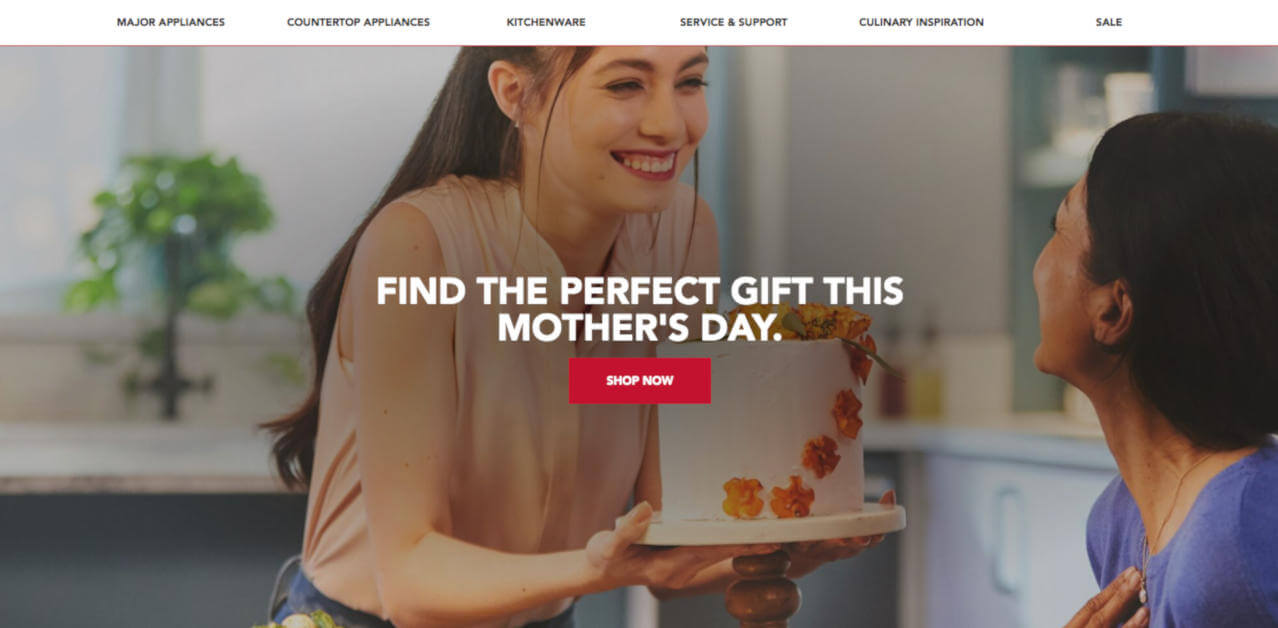 MAJOR APPLIANCES
COUNTERTOP APPLIANCES
KITCHENWARE
SERVICE & SUPPORT
CULINARY INSPIRATION
SALE
FIND THE PERFECT GIFT THIS
MOTHER'S DAY.
SHOP NOW